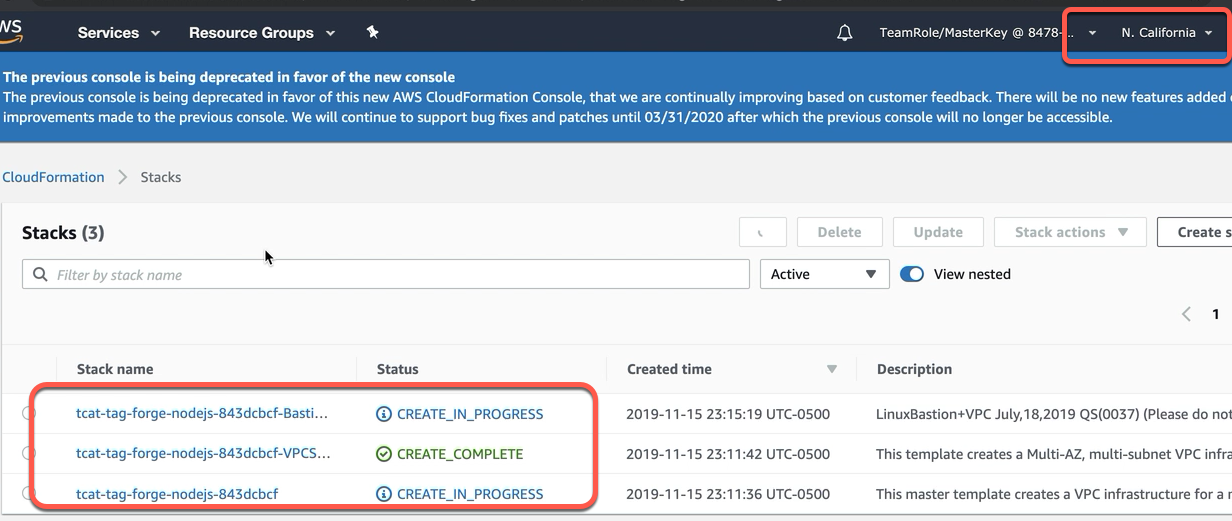 Services Resource Groups TeamRole/MasterKey @ 8478-... N. California
The previous console is being deprecated in favor of the new console
The previous console is being deprecated in favor of this new AWS CloudFormation Console, that we are continually improving based on customer feedback. There will be no new features added
improvements made to the previous console. We will continue to support bug fixes and patches until 03/31/2020 after which the previous console will no longer be accessible.
CloudFormation Stacks
Stacks (3) Delete Update Stack actions Create s
Filter by stack name Active View nested
1
Stack name Status Created time Description
tcat-tag-forge-nodejs-843dcbcf-Basti... CREATE_IN_PROGRESS 2019-11-15 23:15:19 UTC-0500 LinuxBastion+VPC July,18,2019 QS(0037) (Please do not
tcat-tag-forge-nodejs-843dcbcf-VPCS... CREATE_COMPLETE 2019-11-15 23:11:42 UTC-0500 This template creates a Multi-AZ, multi-subnet VPC infra
tcat-tag-forge-nodejs-843dcbcf CREATE_IN_PROGRESS 2019-11-15 23:11:36 UTC-0500 This master template creates a VPC infrastructure for a